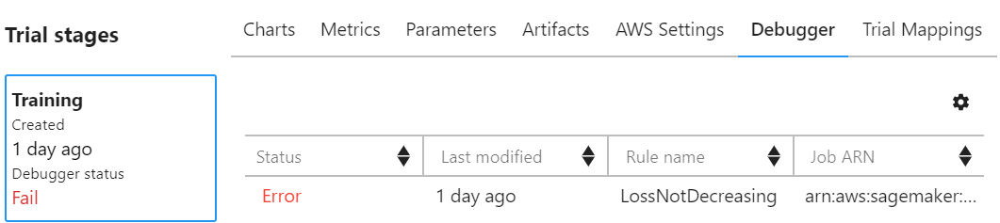 Trial stages
Charts Metrics Parameters Artifacts AWS Settings Debugger Trial Mappings
Training
Created
1 day ago
Debugger status
Fail
Status Last modified Rule name Job ARN
Error 1 day ago LossNotDecreasing arn:aws:sagemaker:...